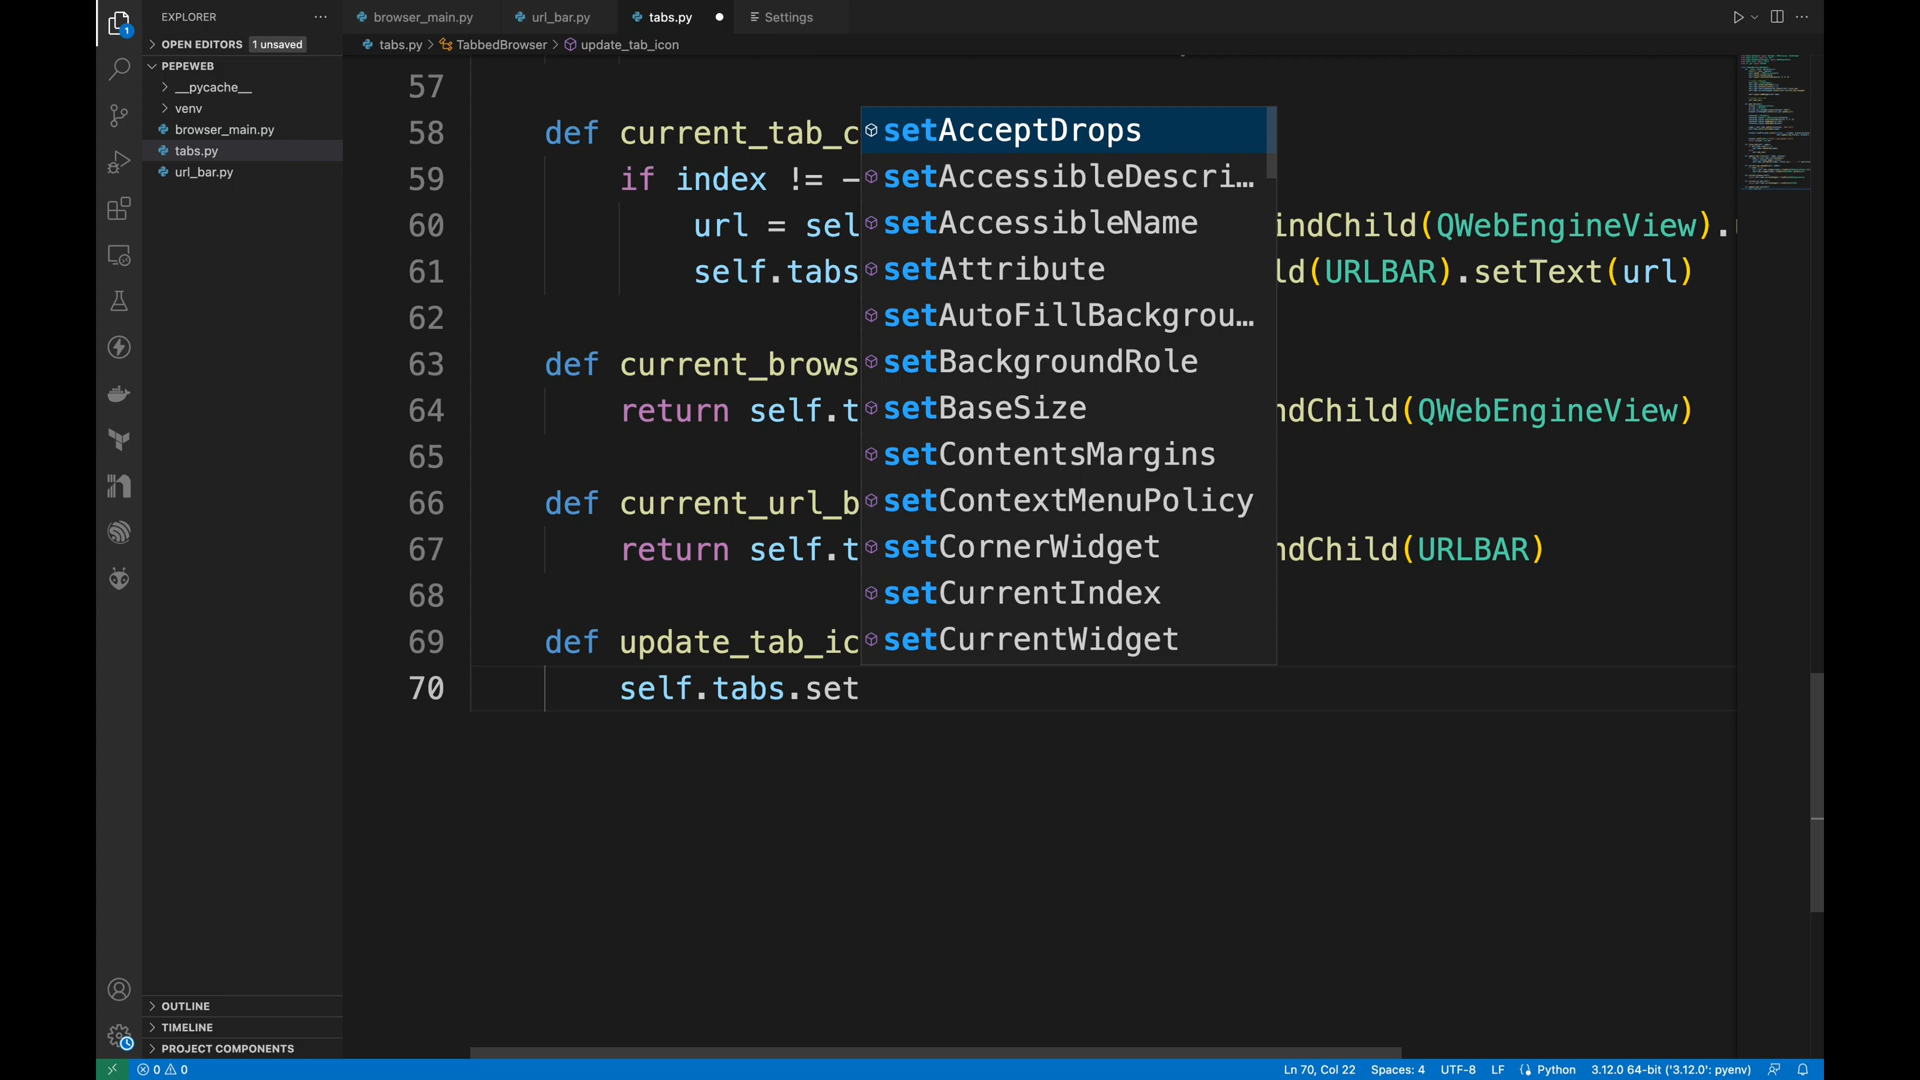 EXPLORER
browser_main.py
url_bar.py
tabs.py
Settings
OPEN EDITORS
1 unsaved
tabs.py
TabbedBrowser
update_tab_icon
PEPEWEB
__pycache__
venv
browser_main.py
tabs.py
url_bar.py
57
58 def current_tab_c
59 if index != -
60 url = sel indChild(QWebEngineView).
61 self.tabs ld(URLBAR).setText(url)
62
63 def current_brows
64 return self.t ndChild(QWebEngineView)
65
66 def current_url_b
67 return self.t ndChild(URLBAR)
68
69 def update_tab_ic
70 self.tabs.set
setAcceptDrops
setAccessibleDescri…
setAccessibleName
setAttribute
setAutoFillBackgrou…
setBackgroundRole
setBaseSize
setContentsMargins
setContextMenuPolicy
setCornerWidget
setCurrentIndex
setCurrentWidget
OUTLINE
TIMELINE
PROJECT COMPONENTS
1
0 0
Ln 70, Col 22
Spaces: 4
UTF-8
LF
Python
3.12.0 64-bit ('3.12.0': pyenv)